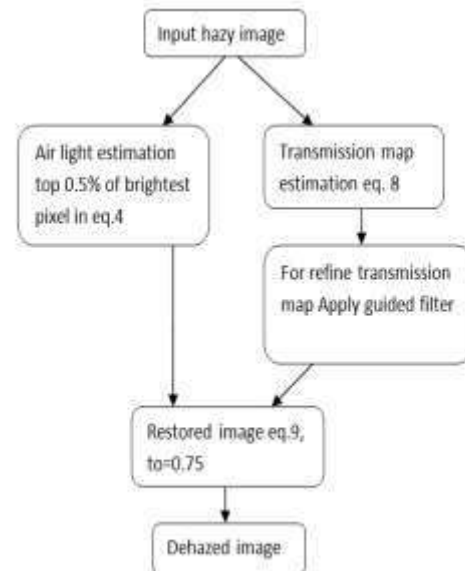 Input hazy image
Air light estimation
top 0.5% of brightest
pixel in eq.4
Transmission map
estimation eq. 8
For refine transmission
map Apply guided filter
Restored image eq.9,
to=0.75
Dehazed image